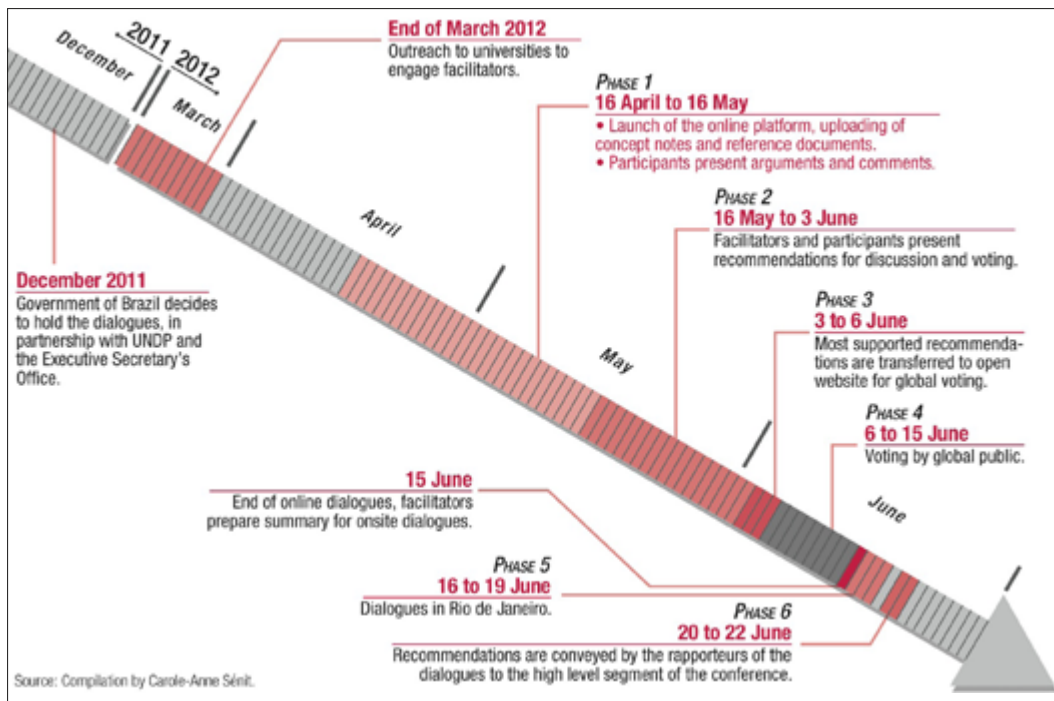 December
2011
2012
March
End of March 2012
Outreach to universities to
engage facilitators.
PHASE 1
16 April to 16 May
• Launch of the online platform, uploading of
concept notes and reference documents.
• Participants present arguments and comments.
April
PHASE 2
16 May to 3 June
Facilitators and participants present
recommendations for discussion and voting.
December 2011
Government of Brazil decides
to hold the dialogues, in
partnership with UNDP and
the Executive Secretary's
Office.
PHASE 3
3 to 6 June
Most supported recommenda-
tions are transferred to open
website for global voting.
May
PHASE 4
6 to 15 June
Voting by global public.
15 June
End of online dialogues, facilitators
prepare summary for onsite dialogues.
June
PHASE 5
16 to 19 June
Dialogues in Rio de Janeiro.
PHASE 6
20 to 22 June
Recommendations are conveyed by the rapporteurs of the
dialogues to the high level segment of the conference.
Source: Compilation by Carole-Anne Sénit.